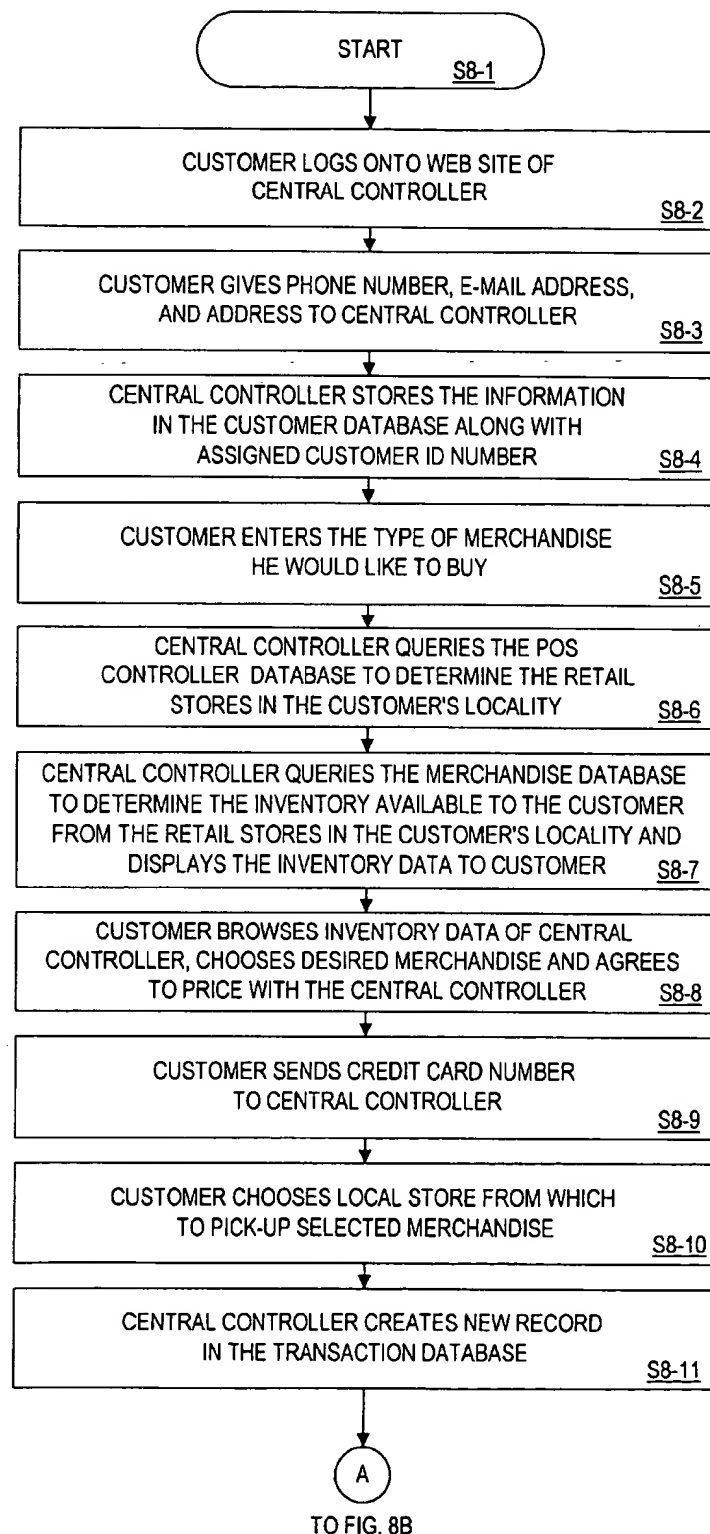 START
S8-1
CUSTOMER LOGS ONTO WEB SITE OF
CENTRAL CONTROLLER
S8-2
CUSTOMER GIVES PHONE NUMBER, E-MAIL ADDRESS,
AND ADDRESS TO CENTRAL CONTROLLER
S8-3
CENTRAL CONTROLLER STORES THE INFORMATION
IN THE CUSTOMER DATABASE ALONG WITH
ASSIGNED CUSTOMER ID NUMBER
S8-4
CUSTOMER ENTERS THE TYPE OF MERCHANDISE
HE WOULD LIKE TO BUY
S8-5
CENTRAL CONTROLLER QUERIES THE POS
CONTROLLER DATABASE TO DETERMINE THE RETAIL
STORES IN THE CUSTOMER'S LOCALITY
S8-6
CENTRAL CONTROLLER QUERIES THE MERCHANDISE DATABASE
TO DETERMINE THE INVENTORY AVAILABLE TO THE CUSTOMER
FROM THE RETAIL STORES IN THE CUSTOMER'S LOCALITY AND
DISPLAYS THE INVENTORY DATA TO CUSTOMER
S8-7
CUSTOMER BROWSES INVENTORY DATA OF CENTRAL
CONTROLLER, CHOOSES DESIRED MERCHANDISE AND AGREES
TO PRICE WITH THE CENTRAL CONTROLLER
S8-8
CUSTOMER SENDS CREDIT CARD NUMBER
TO CENTRAL CONTROLLER
S8-9
CUSTOMER CHOOSES LOCAL STORE FROM WHICH
TO PICK-UP SELECTED MERCHANDISE
S8-10
CENTRAL CONTROLLER CREATES NEW RECORD
IN THE TRANSACTION DATABASE
S8-11
A
TO FIG. 8B